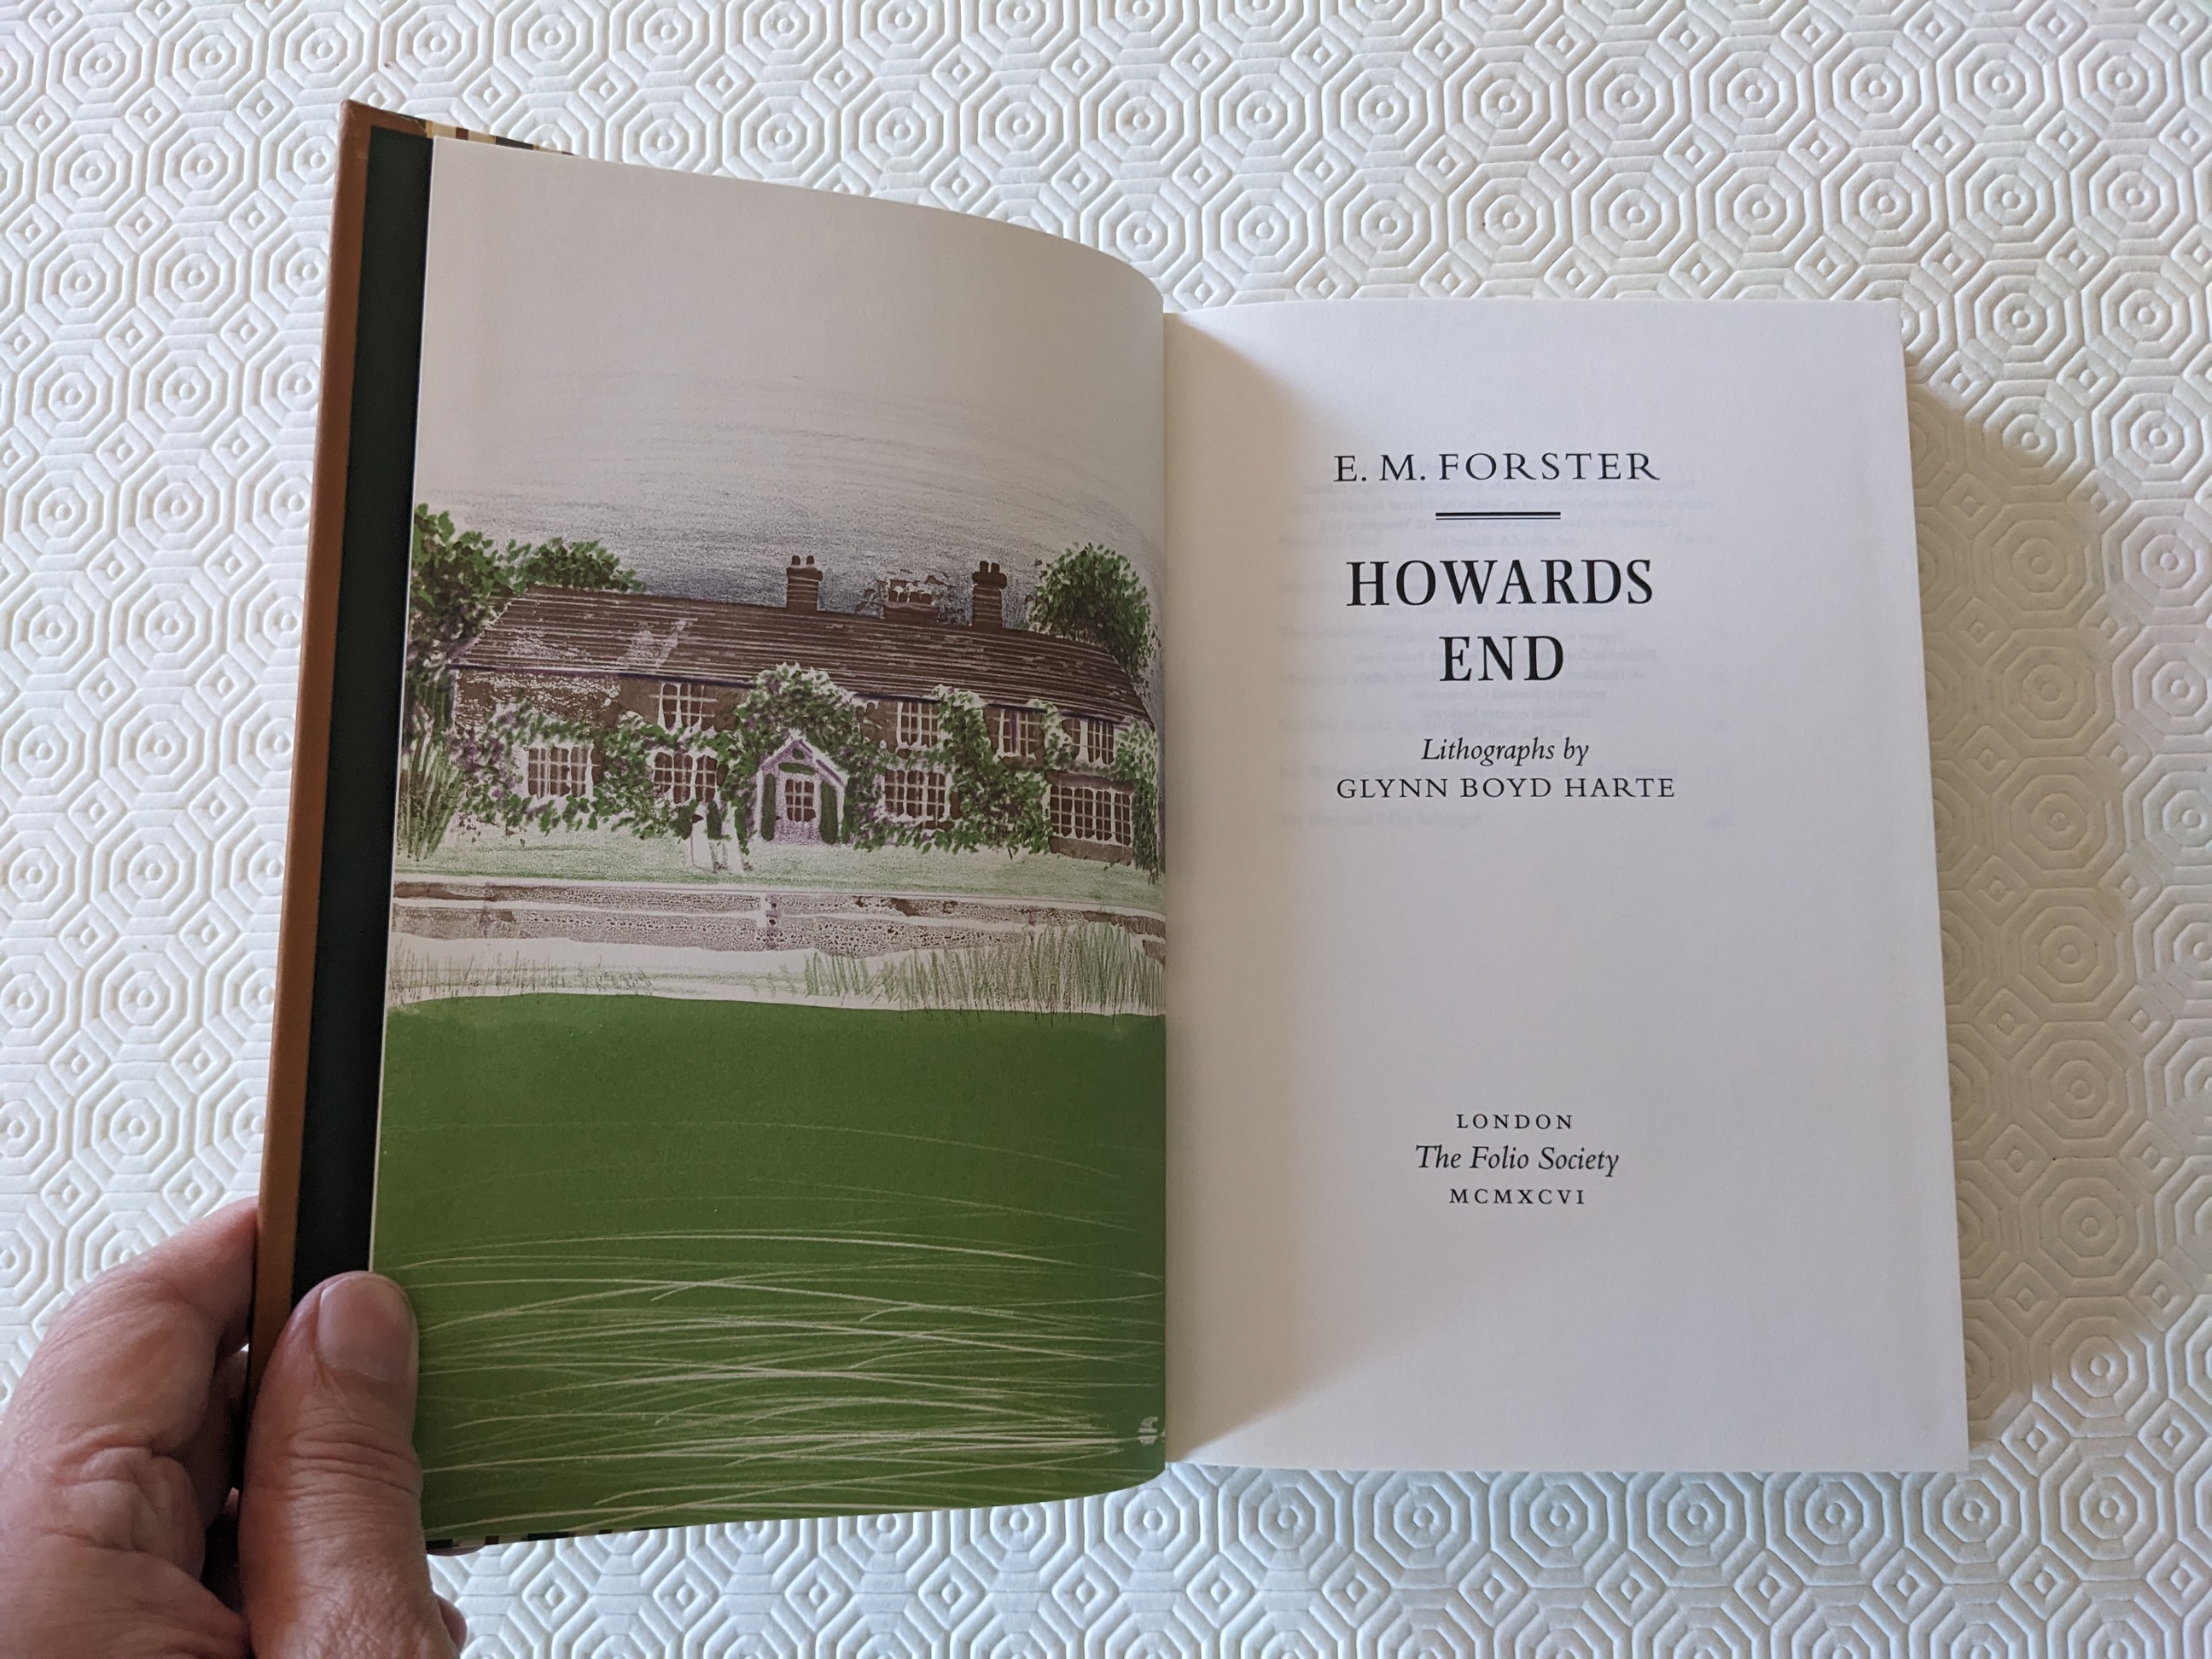 E. M. FORSTER
HOWARDS
END
Lithographs by
GLYNN BOYD HARTE
LONDON
The Folio Society
MCMXCVI